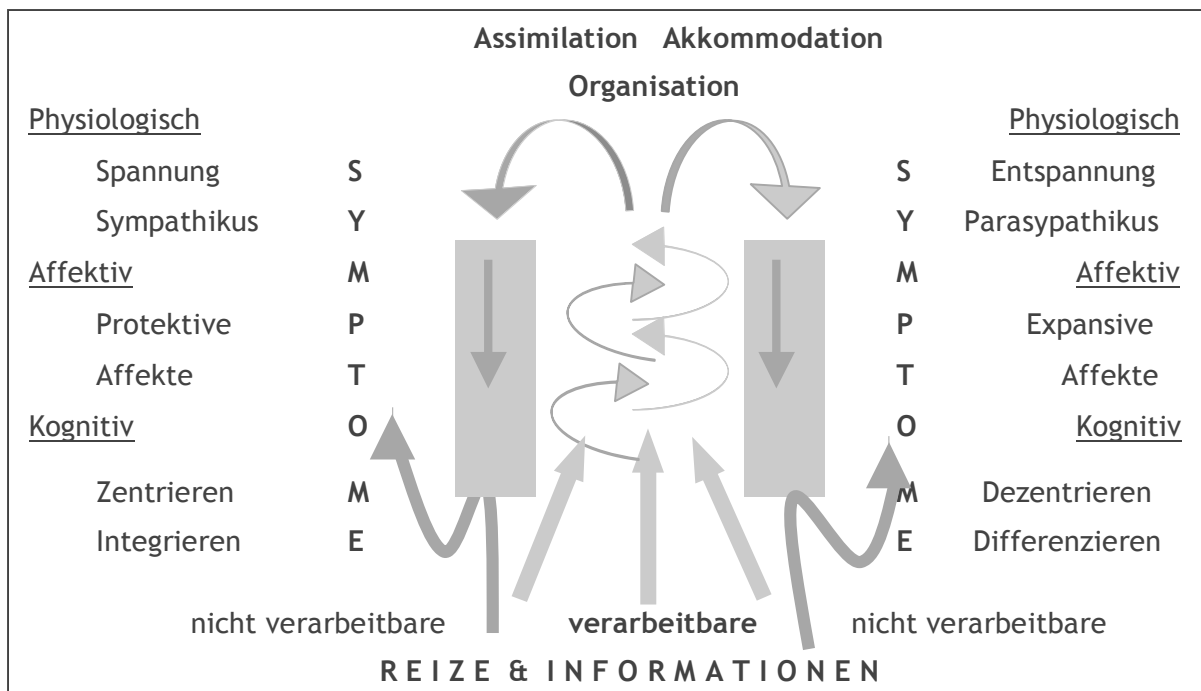 Assimilation Akkommodation
Organisation
Physiologisch Physiologisch
Spannung S S Entspannung
Sympathikus Y Y Parasypathikus
Affektiv M M Affektiv
Protektive P P Expansive
Affekte T T Affekte
Kognitiv O O Kognitiv
Zentrieren M M Dezentrieren
Integrieren E E Differenzieren
nicht verarbeitbare verarbeitbare nicht verarbeitbare
REIZE & INFORMATIONEN